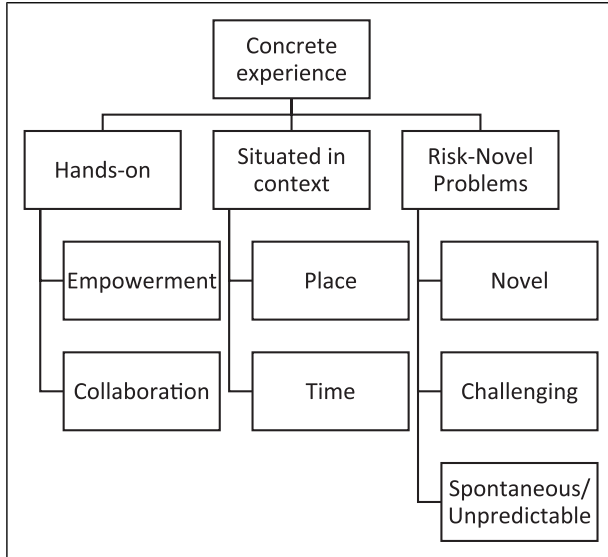 Concrete
experience
Hands-on
Situated in
context
Risk-Novel
Problems
Empowerment
Place
Novel
Collaboration
Time
Challenging
Spontaneous/
Unpredictable